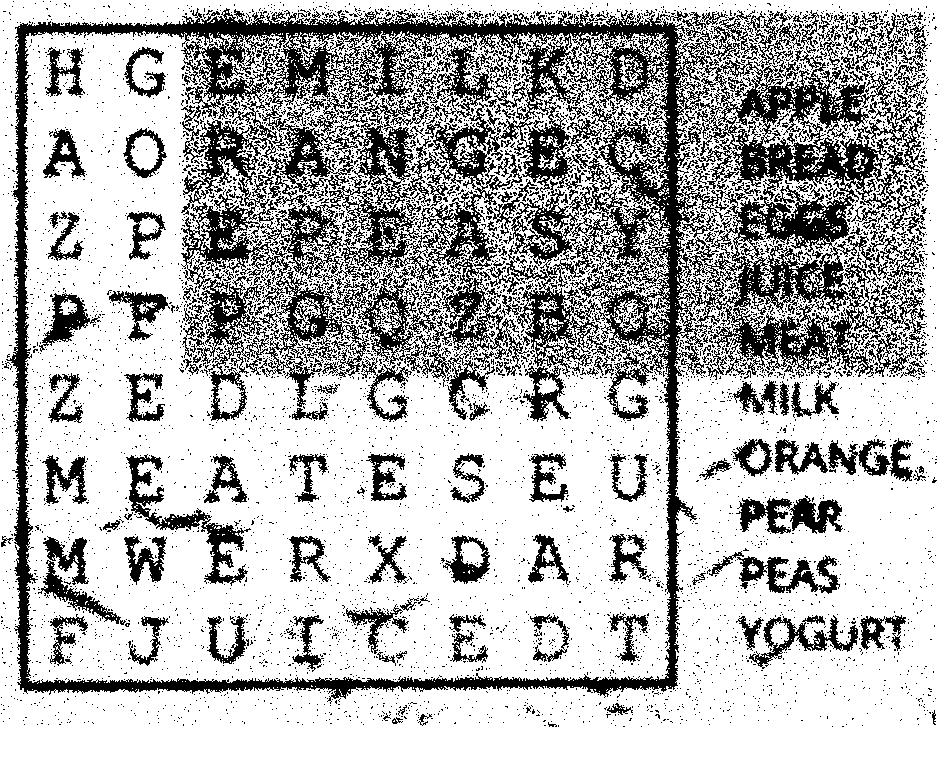 H G E M I L K D
A O R A N G E C
Z P E P E A S Y
P F P G Q Z B O
Z E D L G C R G
M E A T E S E U
M W E R X D A R
F J U I C E D T
APPLE
BREAD
EGGS
JUICE
MEAT
MILK
ORANGE
PEAR
PEAS
YOGURT